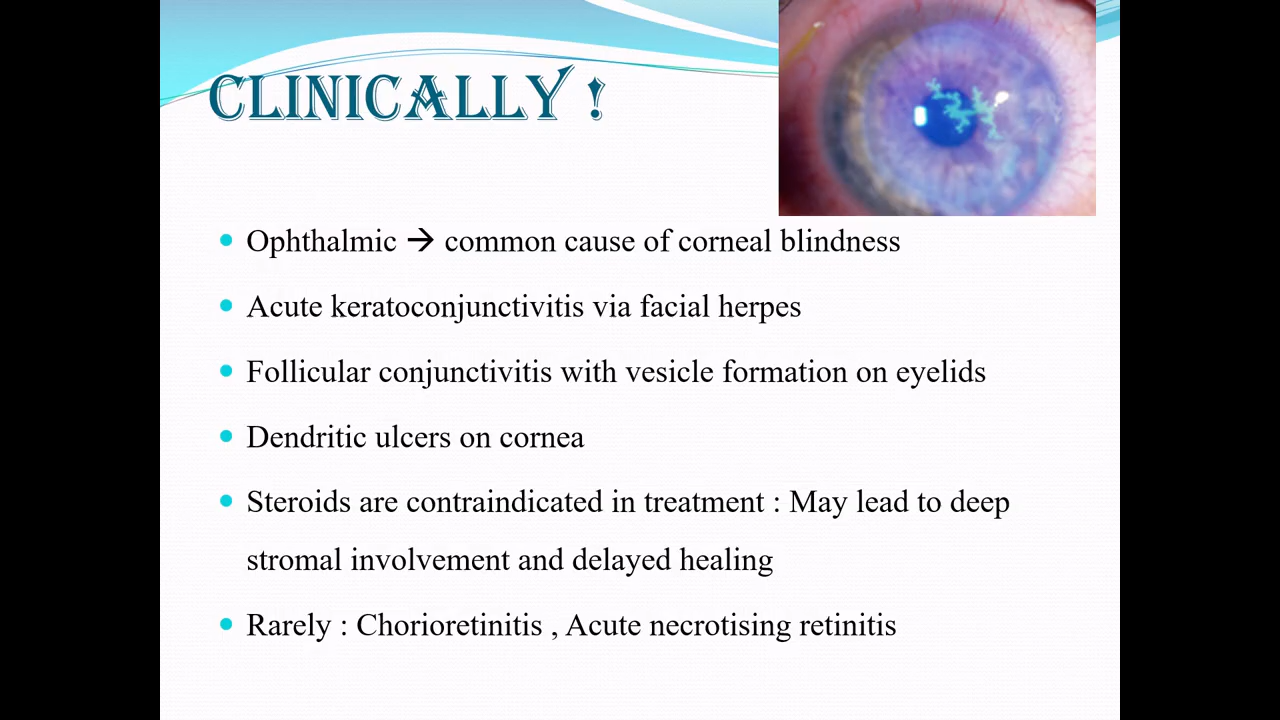 CLINICALLY !
Ophthalmic → common cause of corneal blindness
Acute keratoconjunctivitis via facial herpes
Follicular conjunctivitis with vesicle formation on eyelids
Dendritic ulcers on cornea
Steroids are contraindicated in treatment : May lead to deep
stromal involvement and delayed healing
Rarely : Chorioretinitis , Acute necrotising retinitis